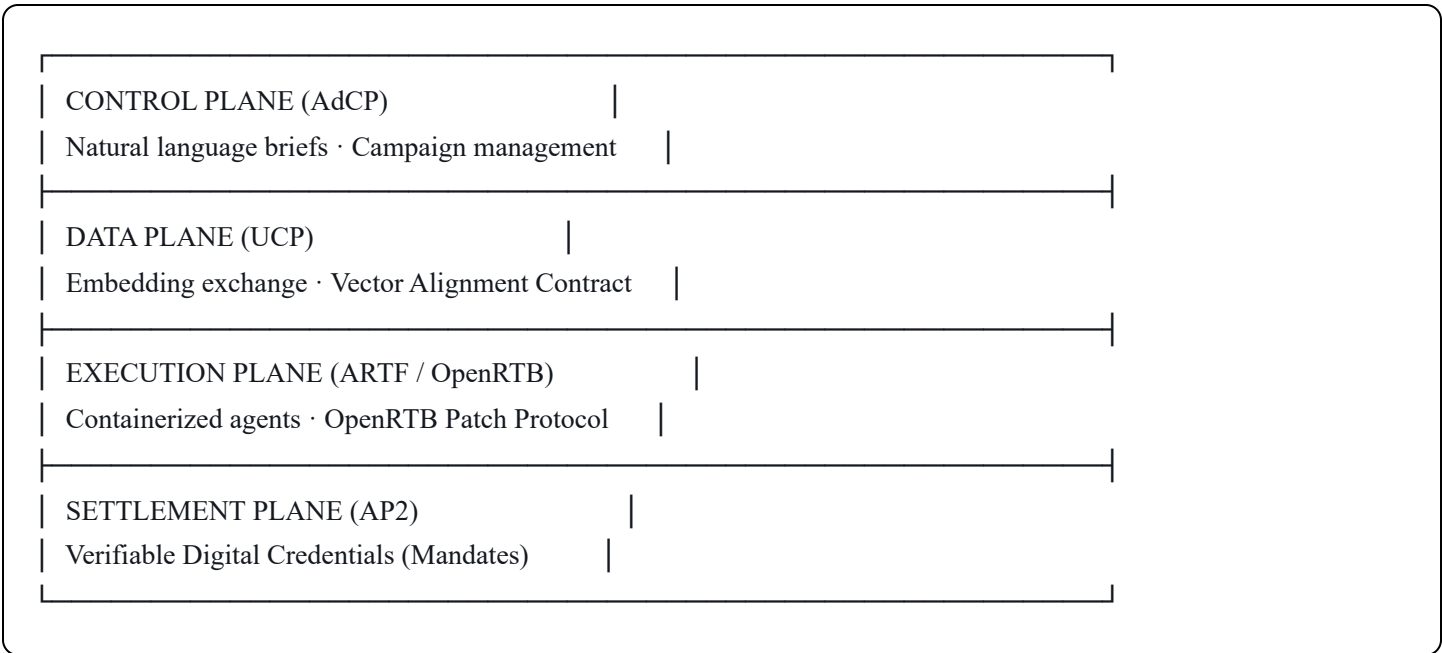 CONTROL PLANE (AdCP)
Natural language briefs · Campaign management
DATA PLANE (UCP)
Embedding exchange · Vector Alignment Contract
EXECUTION PLANE (ARTF / OpenRTB)
Containerized agents · OpenRTB Patch Protocol
SETTLEMENT PLANE (AP2)
Verifiable Digital Credentials (Mandates)